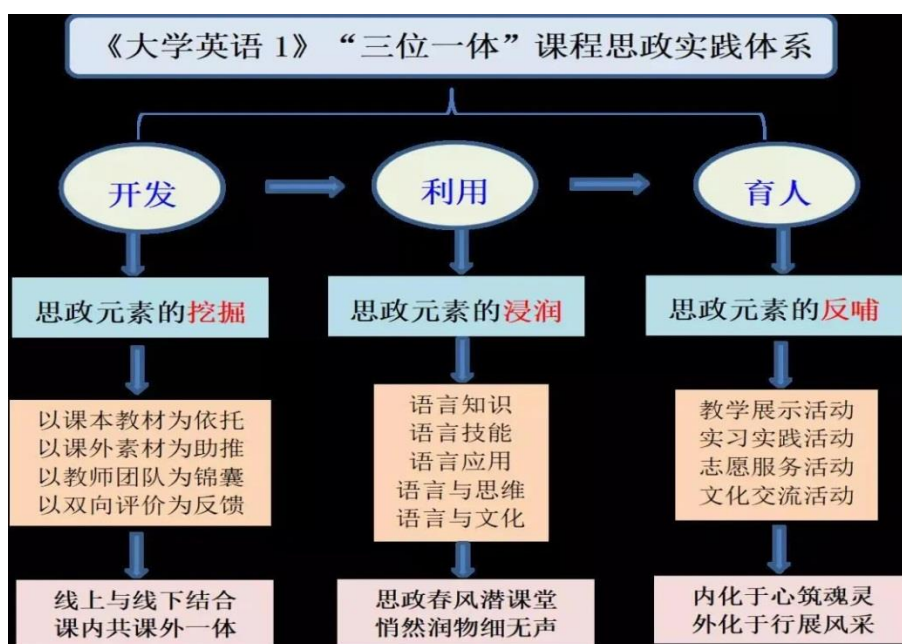 《大学英语1》“三位一体”课程思政实践体系
开发
利用
育人
思政元素的挖掘
思政元素的浸润
思政元素的反哺
以课本教材为依托
以课外素材为助推
以教师团队为锦囊
以双向评价为反馈
语言知识
语言技能
语言应用
语言与思维
语言与文化
教学展示活动
实习实践活动
志愿服务活动
文化交流活动
线上与线下结合
课内共课外一体
思政春风潜课堂
悄然润物细无声
内化于心筑魂灵
外化于行展风采